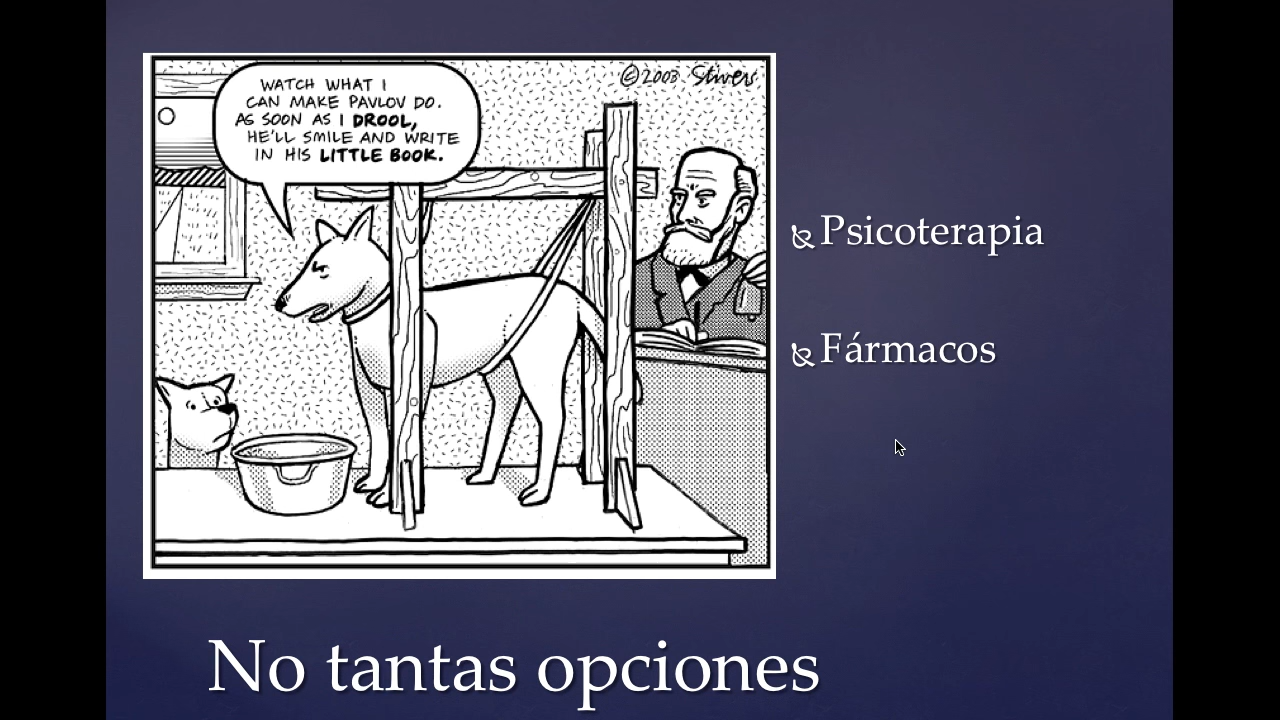 WATCH WHAT I
CAN MAKE PAVLOV DO.
AS SOON AS I DROOL,
HE'LL SMILE AND WRITE
IN HIS LITTLE BOOK.
©2003 Stivers
Psicoterapia
Fármacos
No tantas opciones